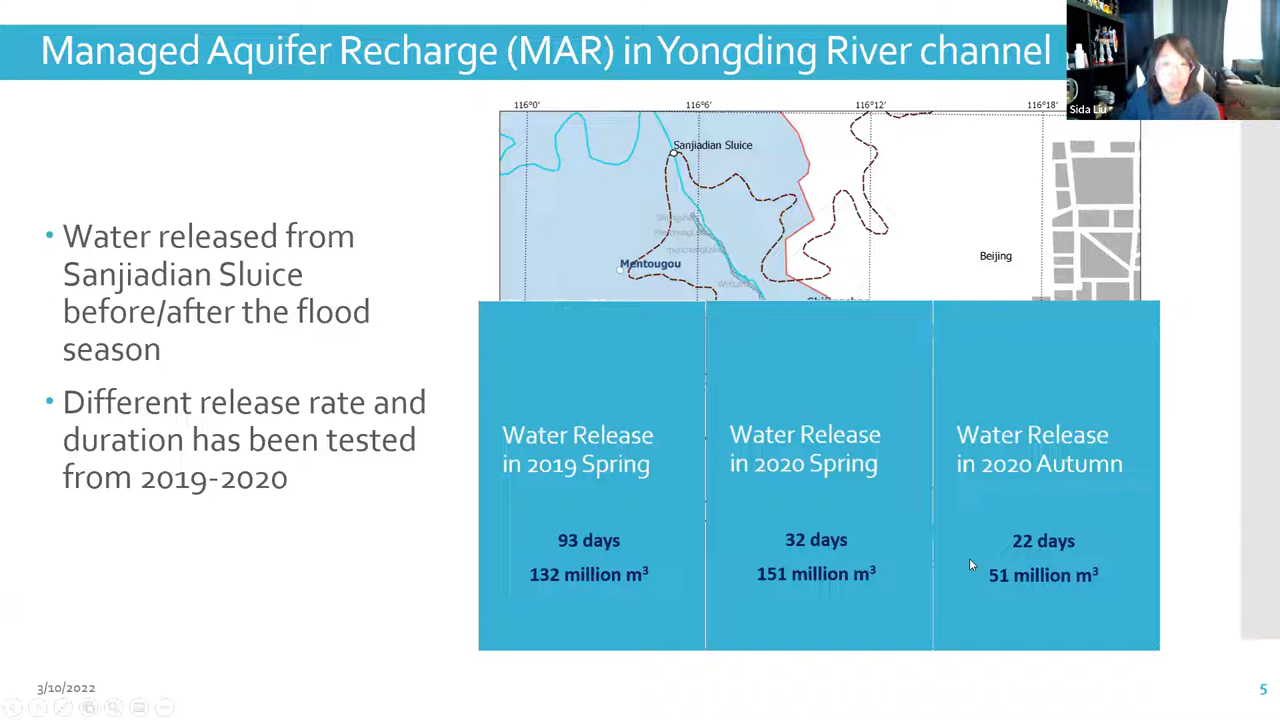 Managed Aquifer Recharge (MAR) in Yongding River channel
Sida Liu
116°0'
116°6'
116°12'
116°18'
Sanjiadian Sluice
Mentougou
Beijing
• Water released from
Sanjiadian Sluice
before/after the flood
season
• Different release rate and
duration has been tested
from 2019-2020
Water Release
in 2019 Spring
93 days
132 million m³
Water Release
in 2020 Spring
32 days
151 million m³
Water Release
in 2020 Autumn
22 days
51 million m³
3/10/2022
5